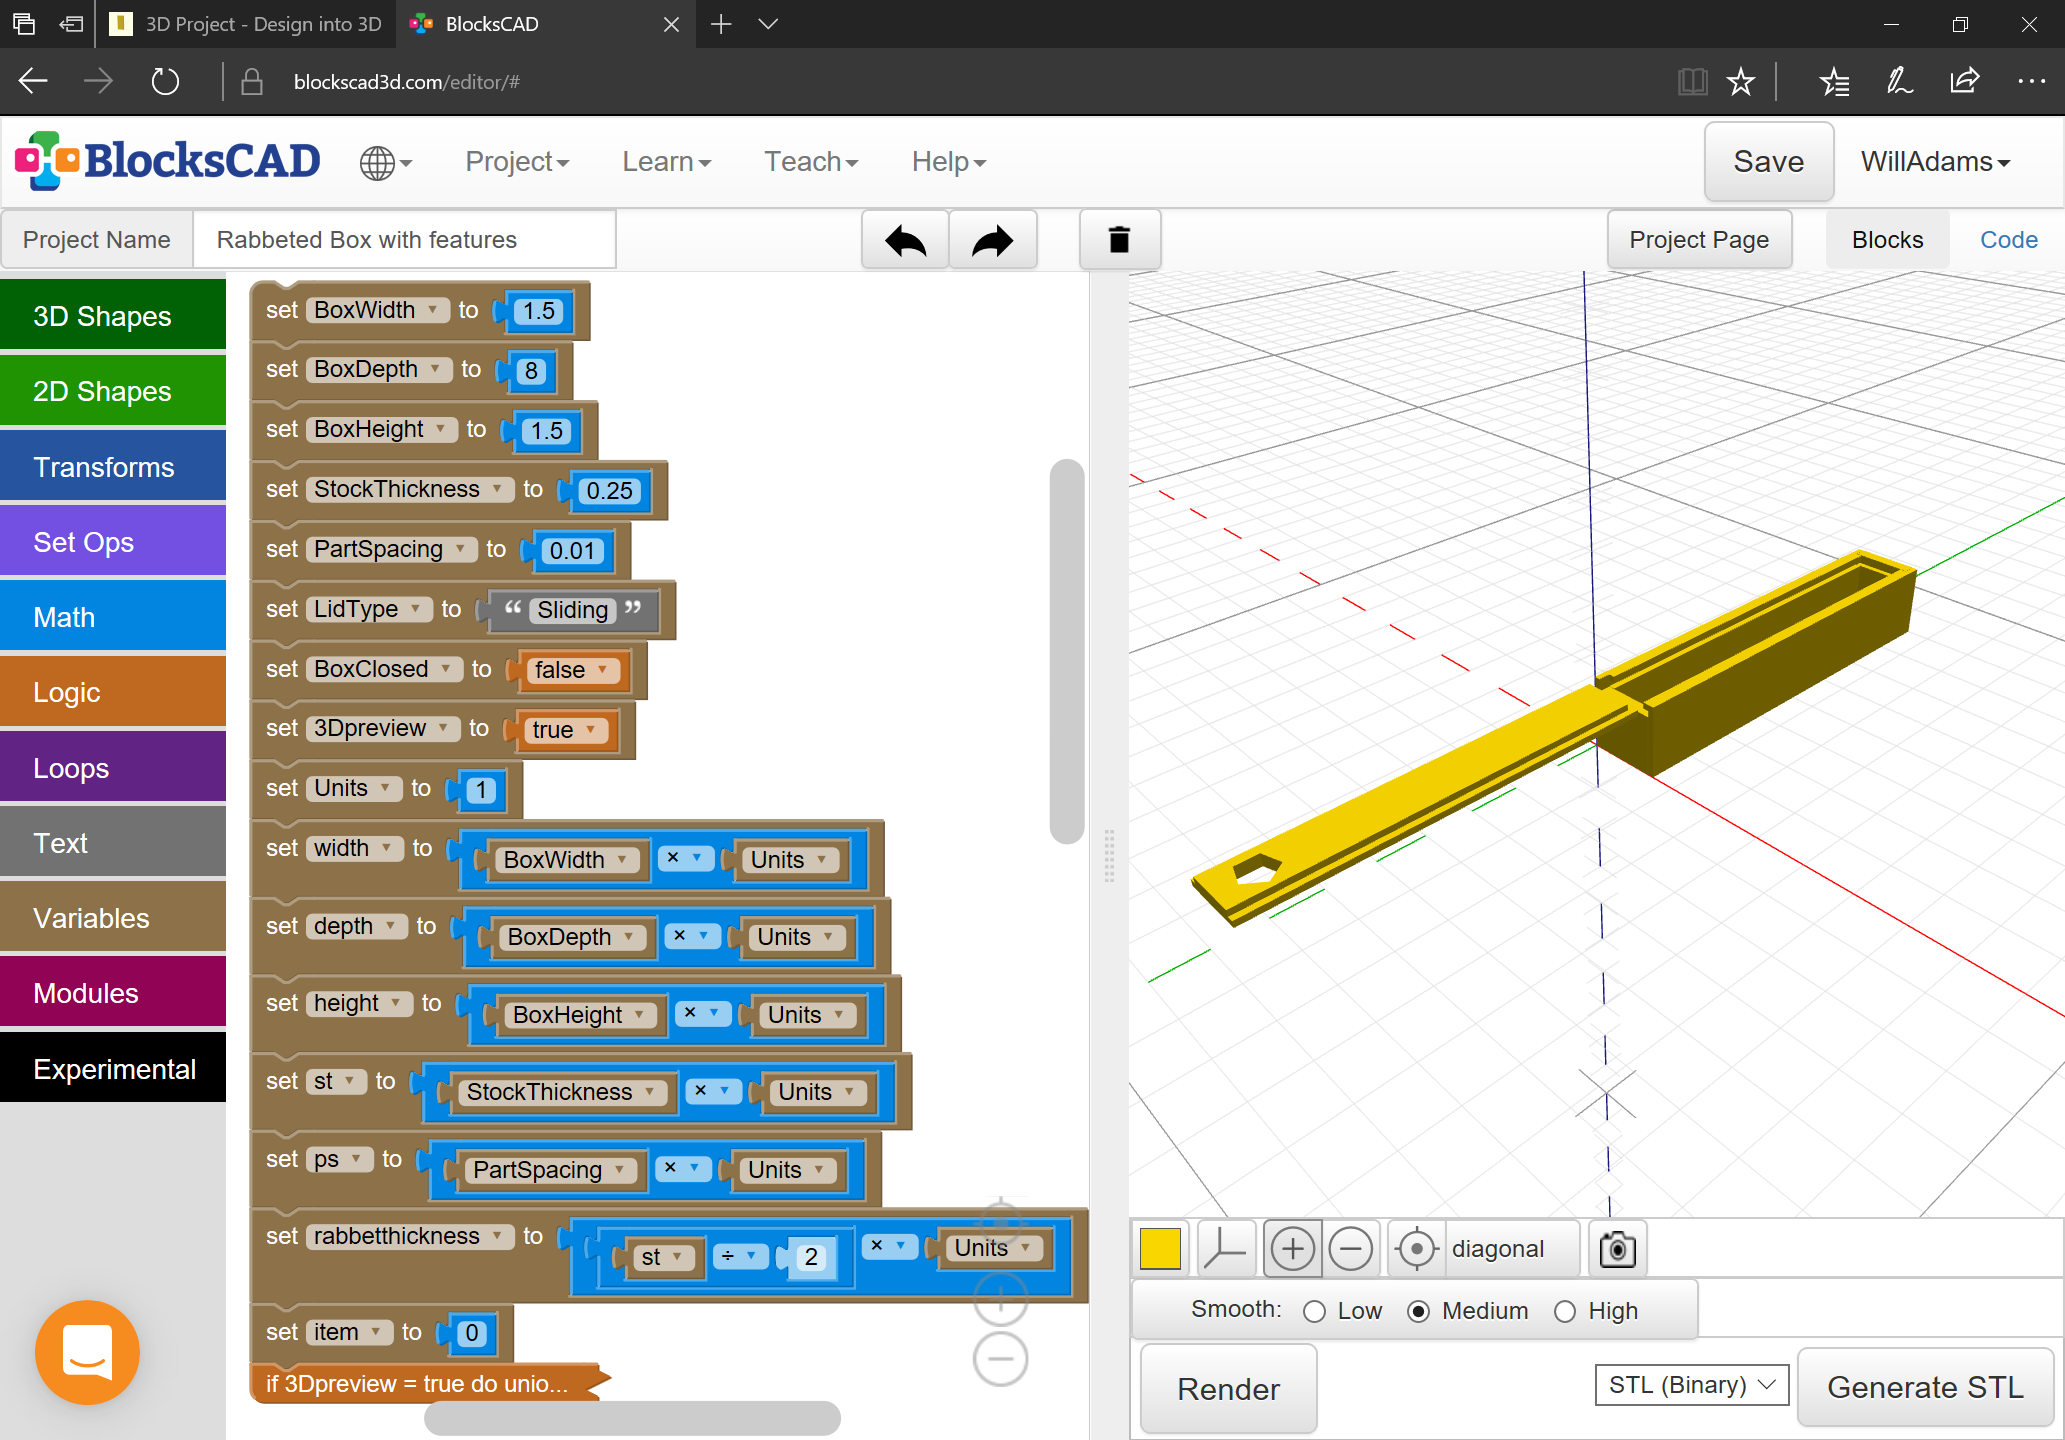 3D Project - Design into 3D
BlocksCAD
blockscad3d.com/editor/#
BlocksCAD
Project
Learn
Teach
Help
Save
WillAdams
Project Name
Rabbeted Box with features
Project Page
Blocks
Code
3D Shapes
2D Shapes
Transforms
Set Ops
Math
Logic
Loops
Text
Variables
Modules
Experimental
set BoxWidth to 1.5
set BoxDepth to 8
set BoxHeight to 1.5
set StockThickness to 0.25
set PartSpacing to 0.01
set LidType to “ Sliding ”
set BoxClosed to false
set 3Dpreview to true
set Units to 1
set width to BoxWidth × Units
set depth to BoxDepth × Units
set height to BoxHeight × Units
set st to StockThickness × Units
set ps to PartSpacing × Units
set rabbetthickness to st ÷ 2 × Units
set item to 0
if 3Dpreview = true do unio...
diagonal
Smooth: Low Medium High
Render
STL (Binary)
Generate STL